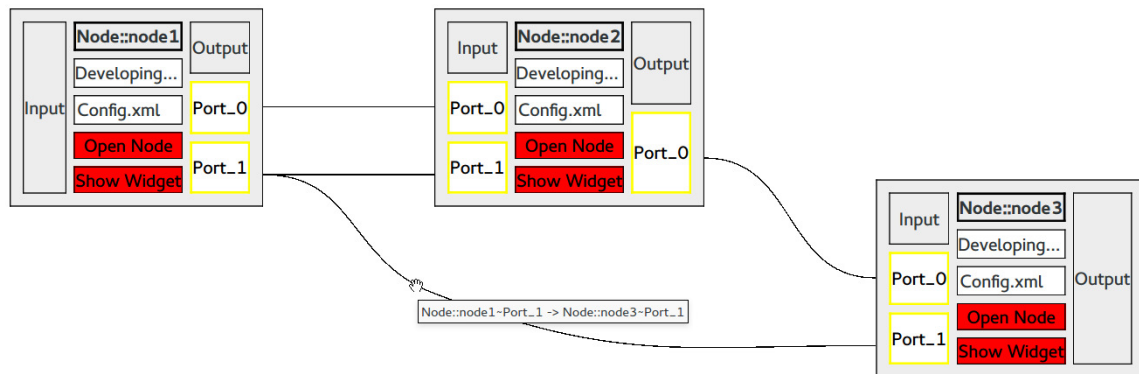 Input
Node::node1
Developing...
Config.xml
Open Node
Show Widget
Output
Port_0
Port_1
Input
Port_0
Port_1
Node::node2
Developing...
Config.xml
Open Node
Show Widget
Output
Port_0
Input
Port_0
Port_1
Node::node3
Developing...
Config.xml
Open Node
Show Widget
Output
Node::node1~Port_1 -> Node::node3~Port_1